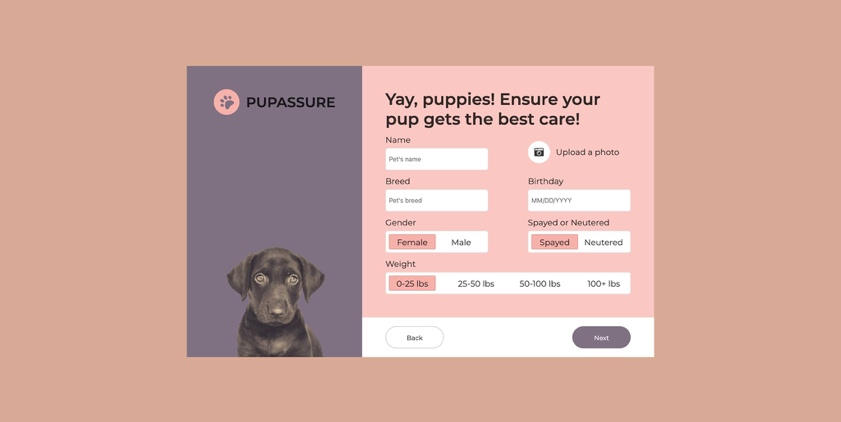 PUPASSURE
Yay, puppies! Ensure your
pup gets the best care!
Name
Pet's name
Upload a photo
Breed
Pet's breed
Birthday
MM/DD/YYYY
Gender
Female Male
Spayed or Neutered
Spayed Neutered
Weight
0-25 lbs 25-50 lbs 50-100 lbs 100+ lbs
Back
Next